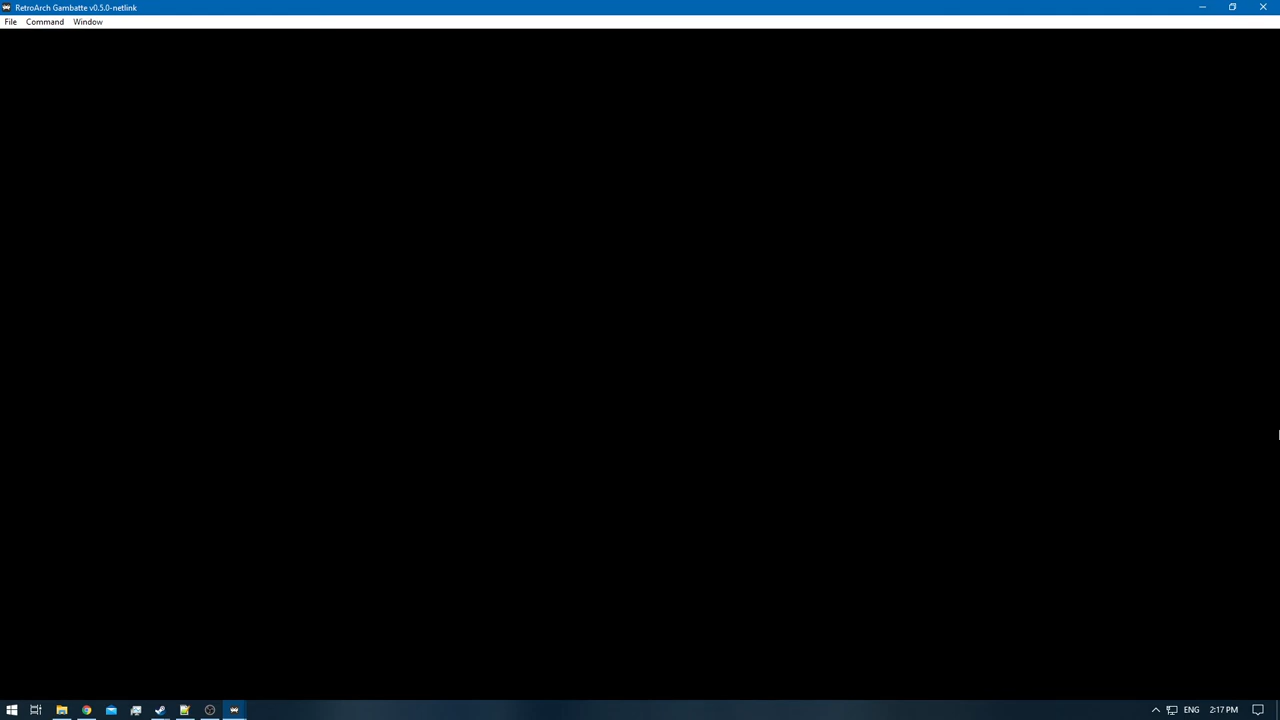 RetroArch Gambatte v0.5.0-netlink
File Command Window
ENG 2:17 PM